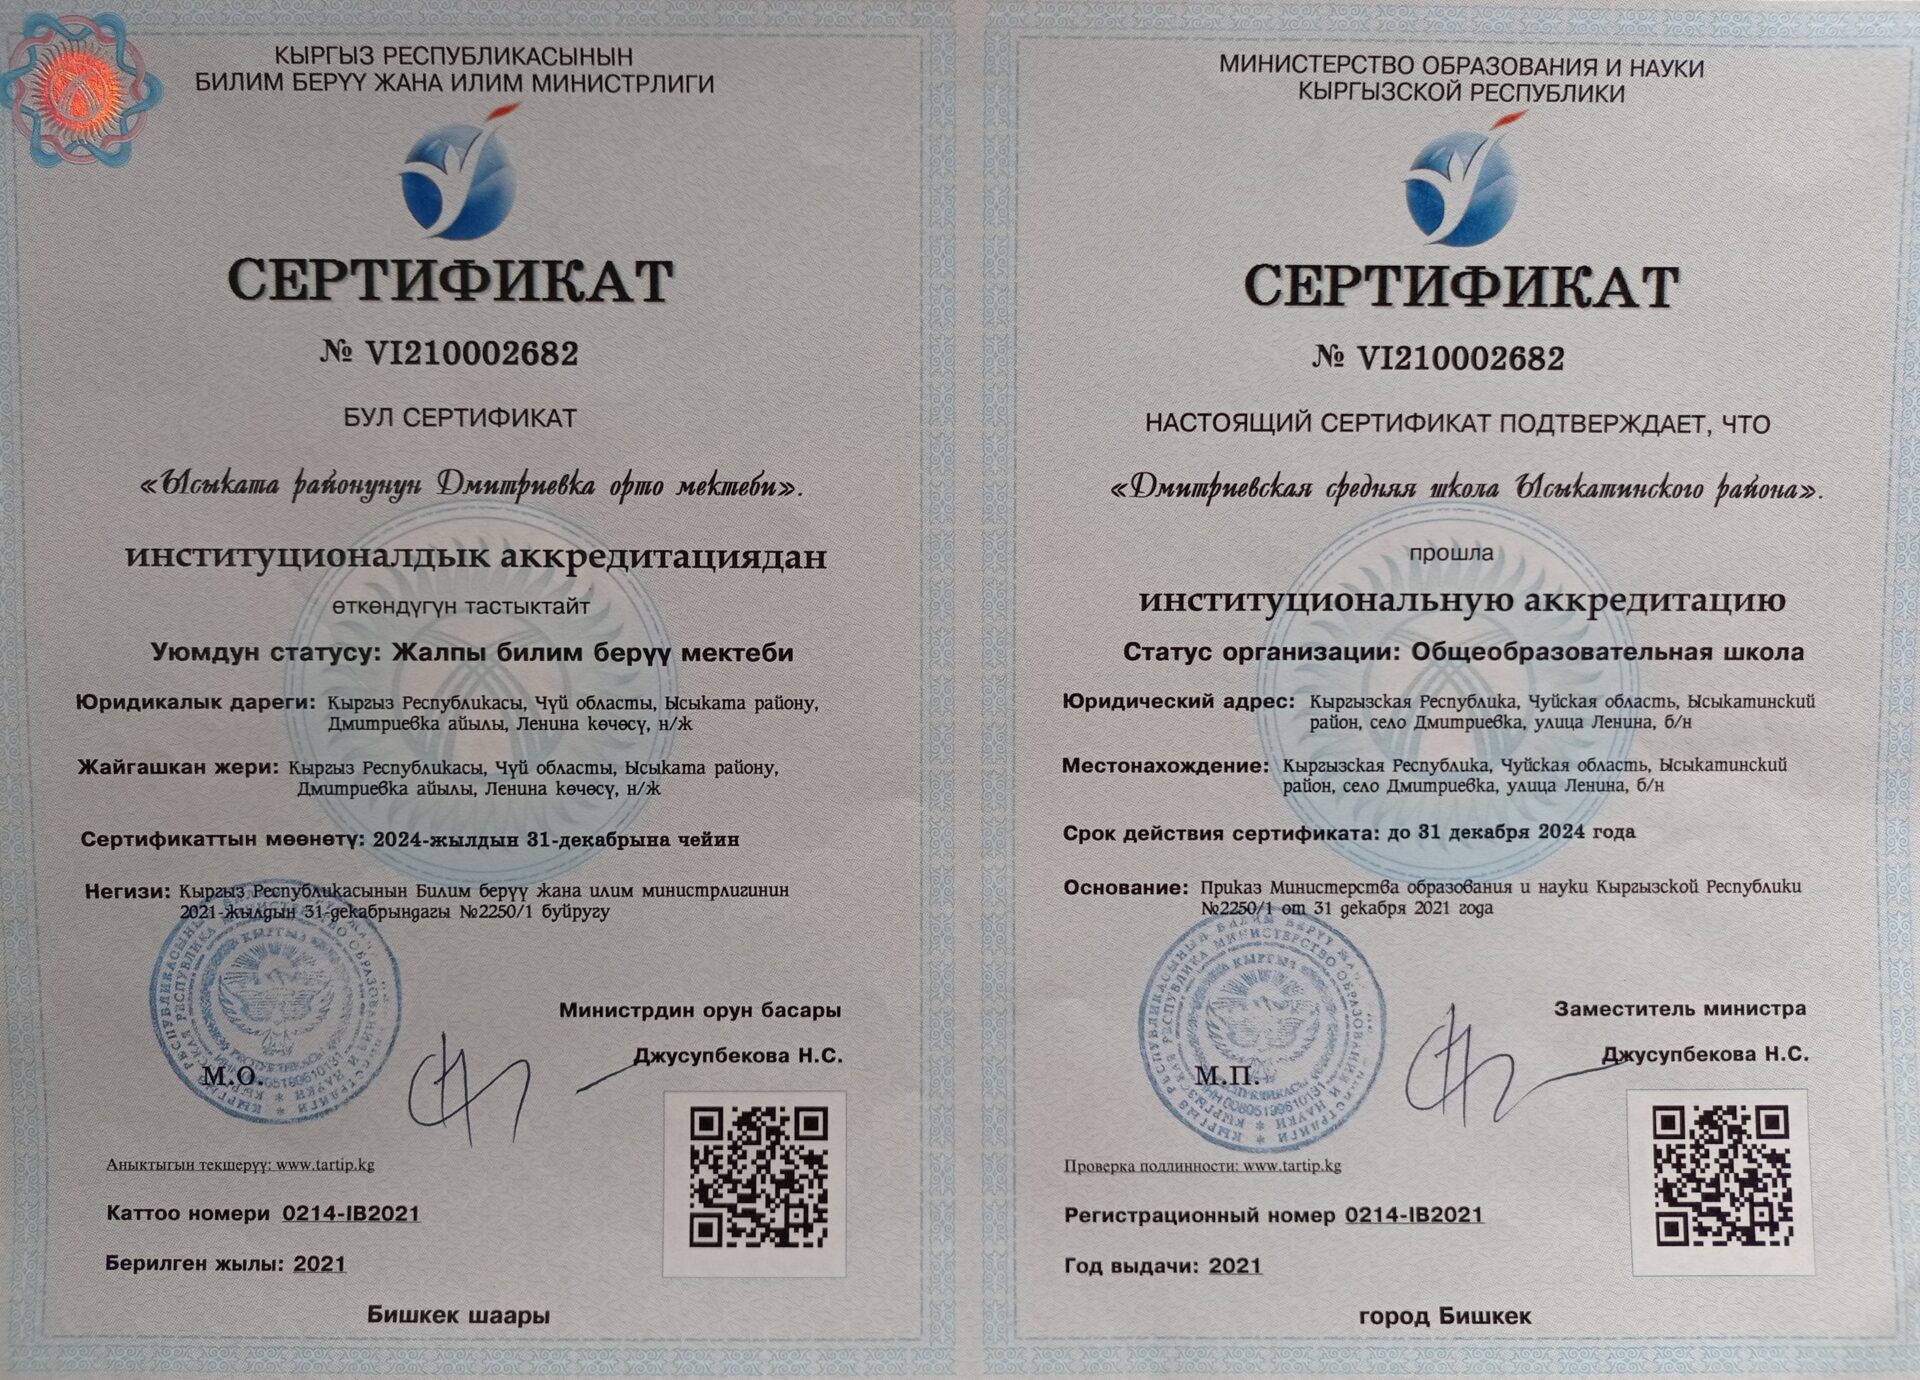 КЫРГЫЗ РЕСПУБЛИКАСЫНЫН
БИЛИМ БЕРҮҮ ЖАНА ИЛИМ МИНИСТРЛИГИ
СЕРТИФИКАТ
№ VI210002682
БУЛ СЕРТИФИКАТ
«Ысыката районунун Дмитриевка орто мектеби».
институционалдык аккредитациядан
өткөндүгүн тастыктайт
Уюмдун статусу: Жалпы билим берүү мектеби
Юридикалык дареги: Кыргыз Республикасы, Чүй областы, Ысыката району,
Дмитриевка айылы, Ленина көчөсү, н/ж
Жайгашкан жери: Кыргыз Республикасы, Чүй областы, Ысыката району,
Дмитриевка айылы, Ленина көчөсү, н/ж
Сертификаттын мөөнөтү: 2024-жылдын 31-декабрына чейин
Негизи: Кыргыз Республикасынын Билим берүү жана илим министрлигинин
2021-жылдын 31-декабрындагы №2250/1 буйругу
Министрдин орун басары
Джусупбекова Н.С.
М.О.
Аныктыгын текшерүү: www.tartip.kg
Каттоо номери 0214-IB2021
Берилген жылы: 2021
Бишкек шаары
МИНИСТЕРСТВО ОБРАЗОВАНИЯ И НАУКИ
КЫРГЫЗСКОЙ РЕСПУБЛИКИ
СЕРТИФИКАТ
№ VI210002682
НАСТОЯЩИЙ СЕРТИФИКАТ ПОДТВЕРЖДАЕТ, ЧТО
«Дмитриевская средняя школа Ысыкатинского района».
прошла
институциональную аккредитацию
Статус организации: Общеобразовательная школа
Юридический адрес: Кыргызская Республика, Чуйская область, Ысыкатинский
район, село Дмитриевка, улица Ленина, б/н
Местонахождение: Кыргызская Республика, Чуйская область, Ысыкатинский
район, село Дмитриевка, улица Ленина, б/н
Срок действия сертификата: до 31 декабря 2024 года
Основание: Приказ Министерства образования и науки Кыргызской Республики
№2250/1 от 31 декабря 2021 года
Заместитель министра
Джусупбекова Н.С.
М.П.
Проверка подлинности: www.tartip.kg
Регистрационный номер 0214-IB2021
Год выдачи: 2021
город Бишкек